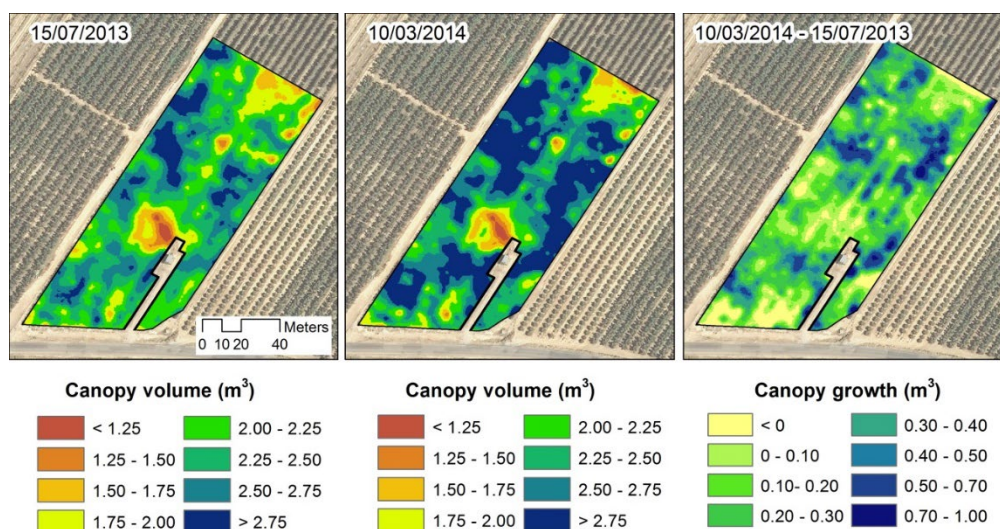 15/07/2013
10/03/2014
10/03/2014 - 15/07/2013
Meters
0 10 20 40
Canopy volume (m³)
< 1.25
2.00 - 2.25
1.25 - 1.50
2.25 - 2.50
1.50 - 1.75
2.50 - 2.75
1.75 - 2.00
> 2.75
Canopy volume (m³)
< 1.25
2.00 - 2.25
1.25 - 1.50
2.25 - 2.50
1.50 - 1.75
2.50 - 2.75
1.75 - 2.00
> 2.75
Canopy growth (m³)
< 0
0.30 - 0.40
0 - 0.10
0.40 - 0.50
0.10- 0.20
0.50 - 0.70
0.20 - 0.30
0.70 - 1.00